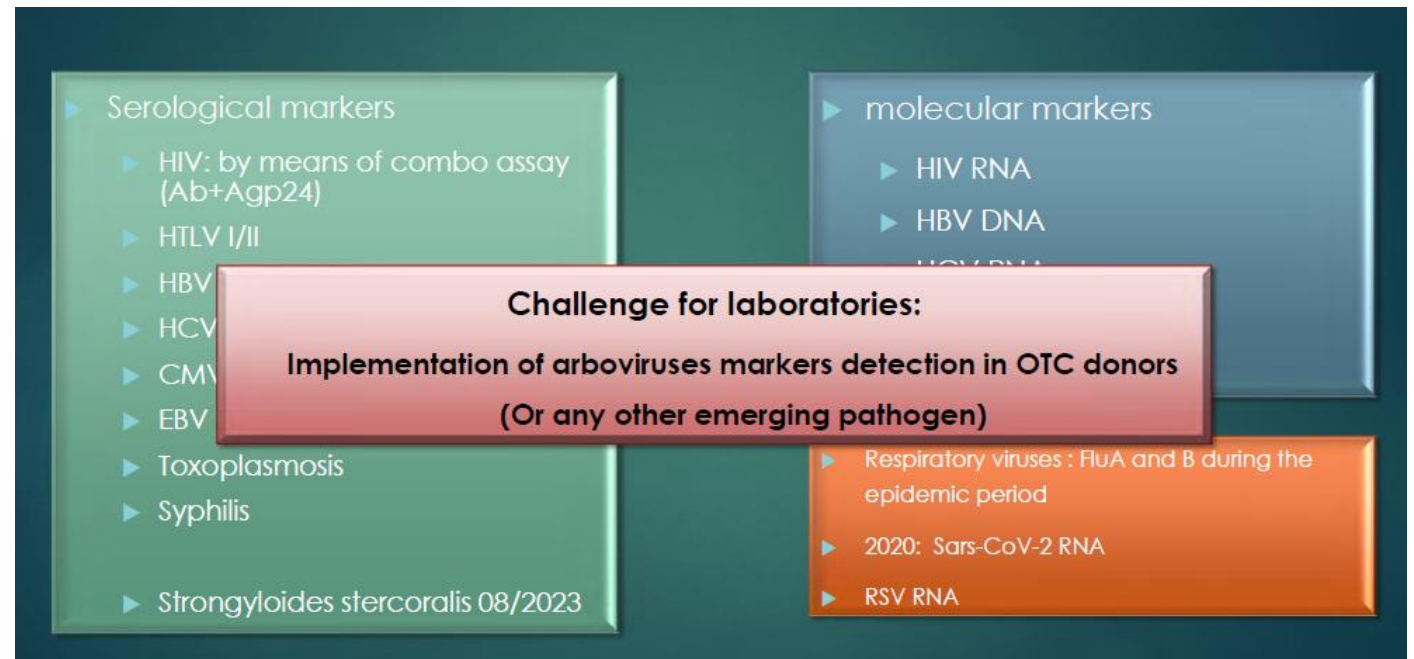 Serological markers
HIV: by means of combo assay
(Ab+Agp24)
HTLV I/II
HBV
HCV
CMV
EBV
Toxoplasmosis
Syphilis
Strongyloides stercoralis 08/2023
molecular markers
HIV RNA
HBV DNA
Challenge for laboratories:
Implementation of arboviruses markers detection in OTC donors
(Or any other emerging pathogen)
Respiratory viruses : FluA and B during the
epidemic period
2020: Sars-CoV-2 RNA
RSV RNA